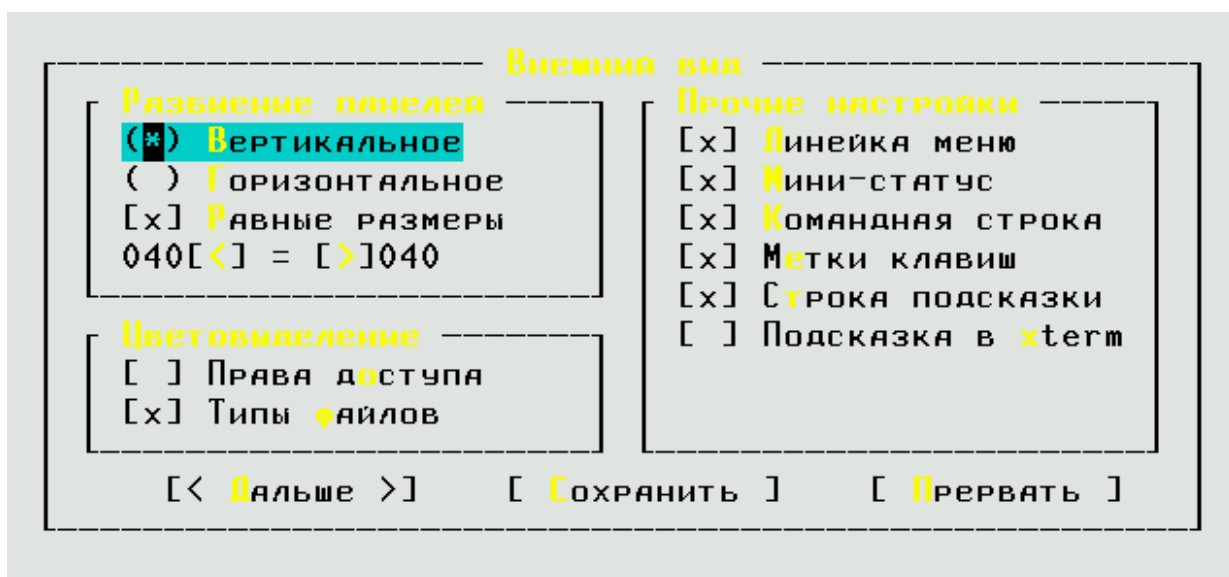 Внешний вид
Разбиение панелей
(*) Вертикальное
( ) Горизонтальное
[x] Равные размеры
040[<] = [>]040
Цветовыделение
[ ] Права доступа
[x] Типы файлов
Прочие настройки
[x] Линейка меню
[x] Мини-статус
[x] Командная строка
[x] Метки клавиш
[x] Строка подсказки
[ ] Подсказка в xterm
[< Дальше >] [ Сохранить ] [ Прервать ]